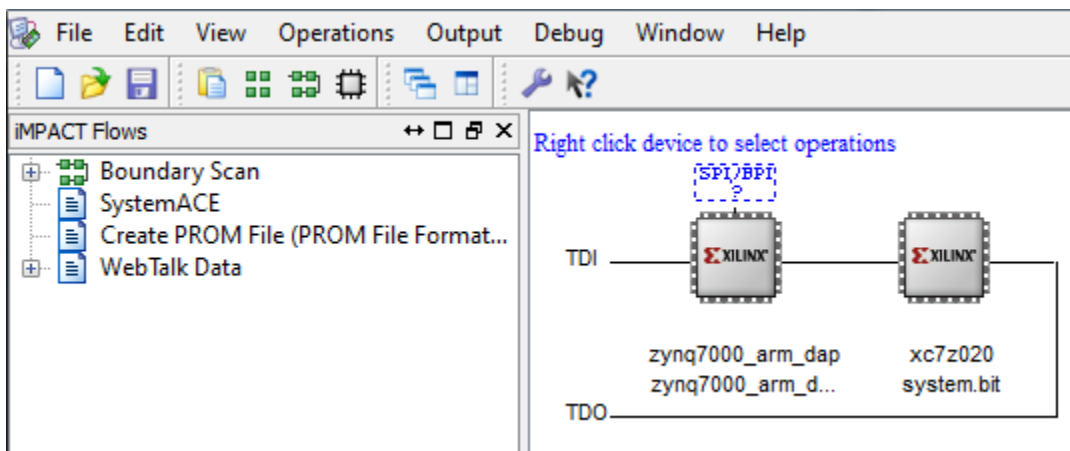 File Edit View Operations Output Debug Window Help
iMPACT Flows
Boundary Scan
SystemACE
Create PROM File (PROM File Format...
WebTalk Data
Right click device to select operations
SPI/BPI
?
TDI
XILINX
XILINX
zynq7000_arm_dap
xc7z020
zynq7000_arm_d...
system.bit
TDO